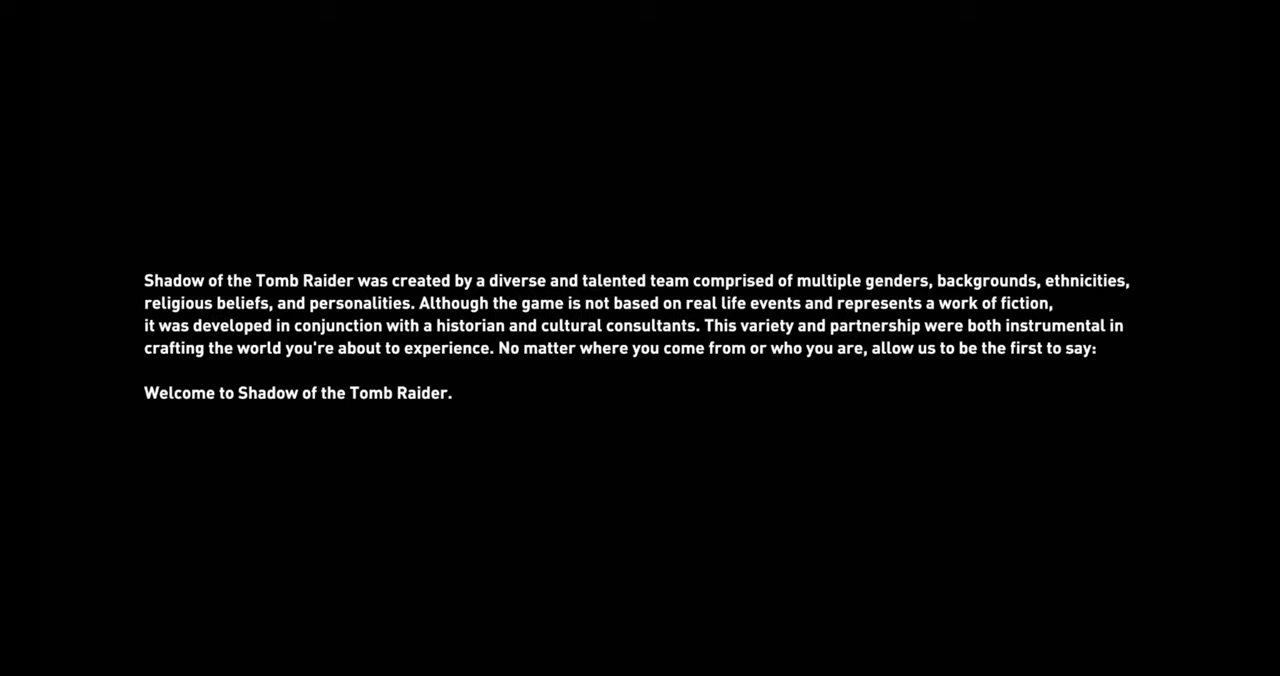 Shadow of the Tomb Raider was created by a diverse and talented team comprised of multiple genders, backgrounds, ethnicities,
religious beliefs, and personalities. Although the game is not based on real life events and represents a work of fiction,
it was developed in conjunction with a historian and cultural consultants. This variety and partnership were both instrumental in
crafting the world you're about to experience. No matter where you come from or who you are, allow us to be the first to say:
Welcome to Shadow of the Tomb Raider.